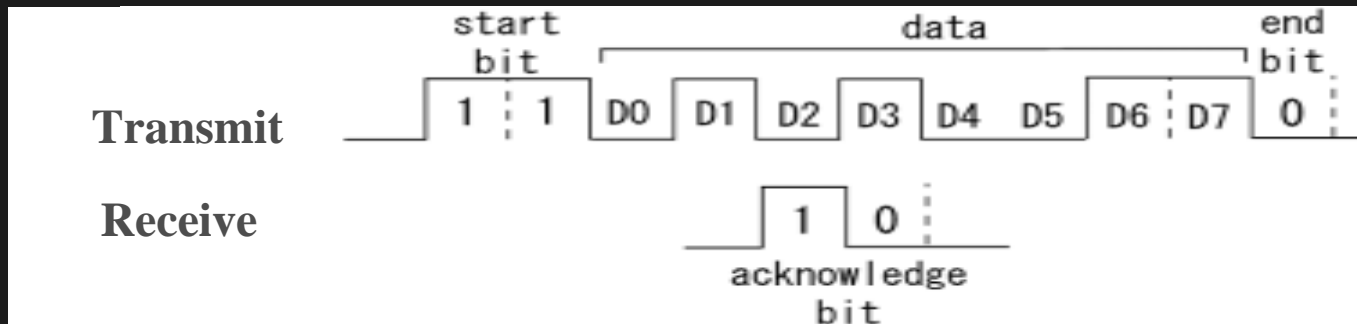 start
bit
data
end
bit
Transmit
1 1 D0 D1 D2 D3 D4 D5 D6 D7 0
Receive
1 0
acknowledge
bit